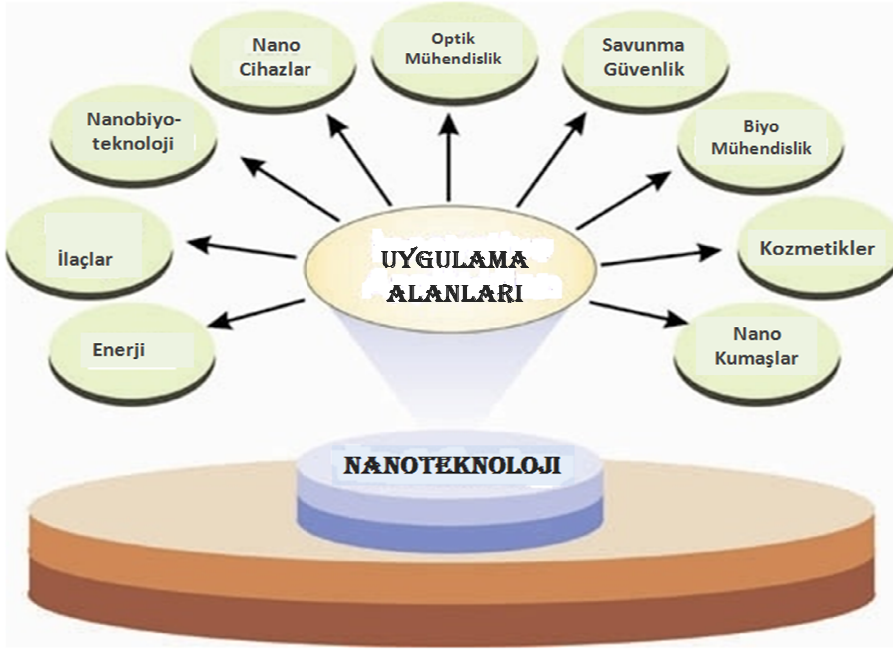 Nano
Cihazlar
Optik
Mühendislik
Savunma
Güvenlik
Nanobiyo-
teknoloji
Biyo
Mühendislik
İlaçlar
UYGULAMA
ALANLARI
Kozmetikler
Enerji
Nano
Kumaşlar
NANOTEKNOLOJI